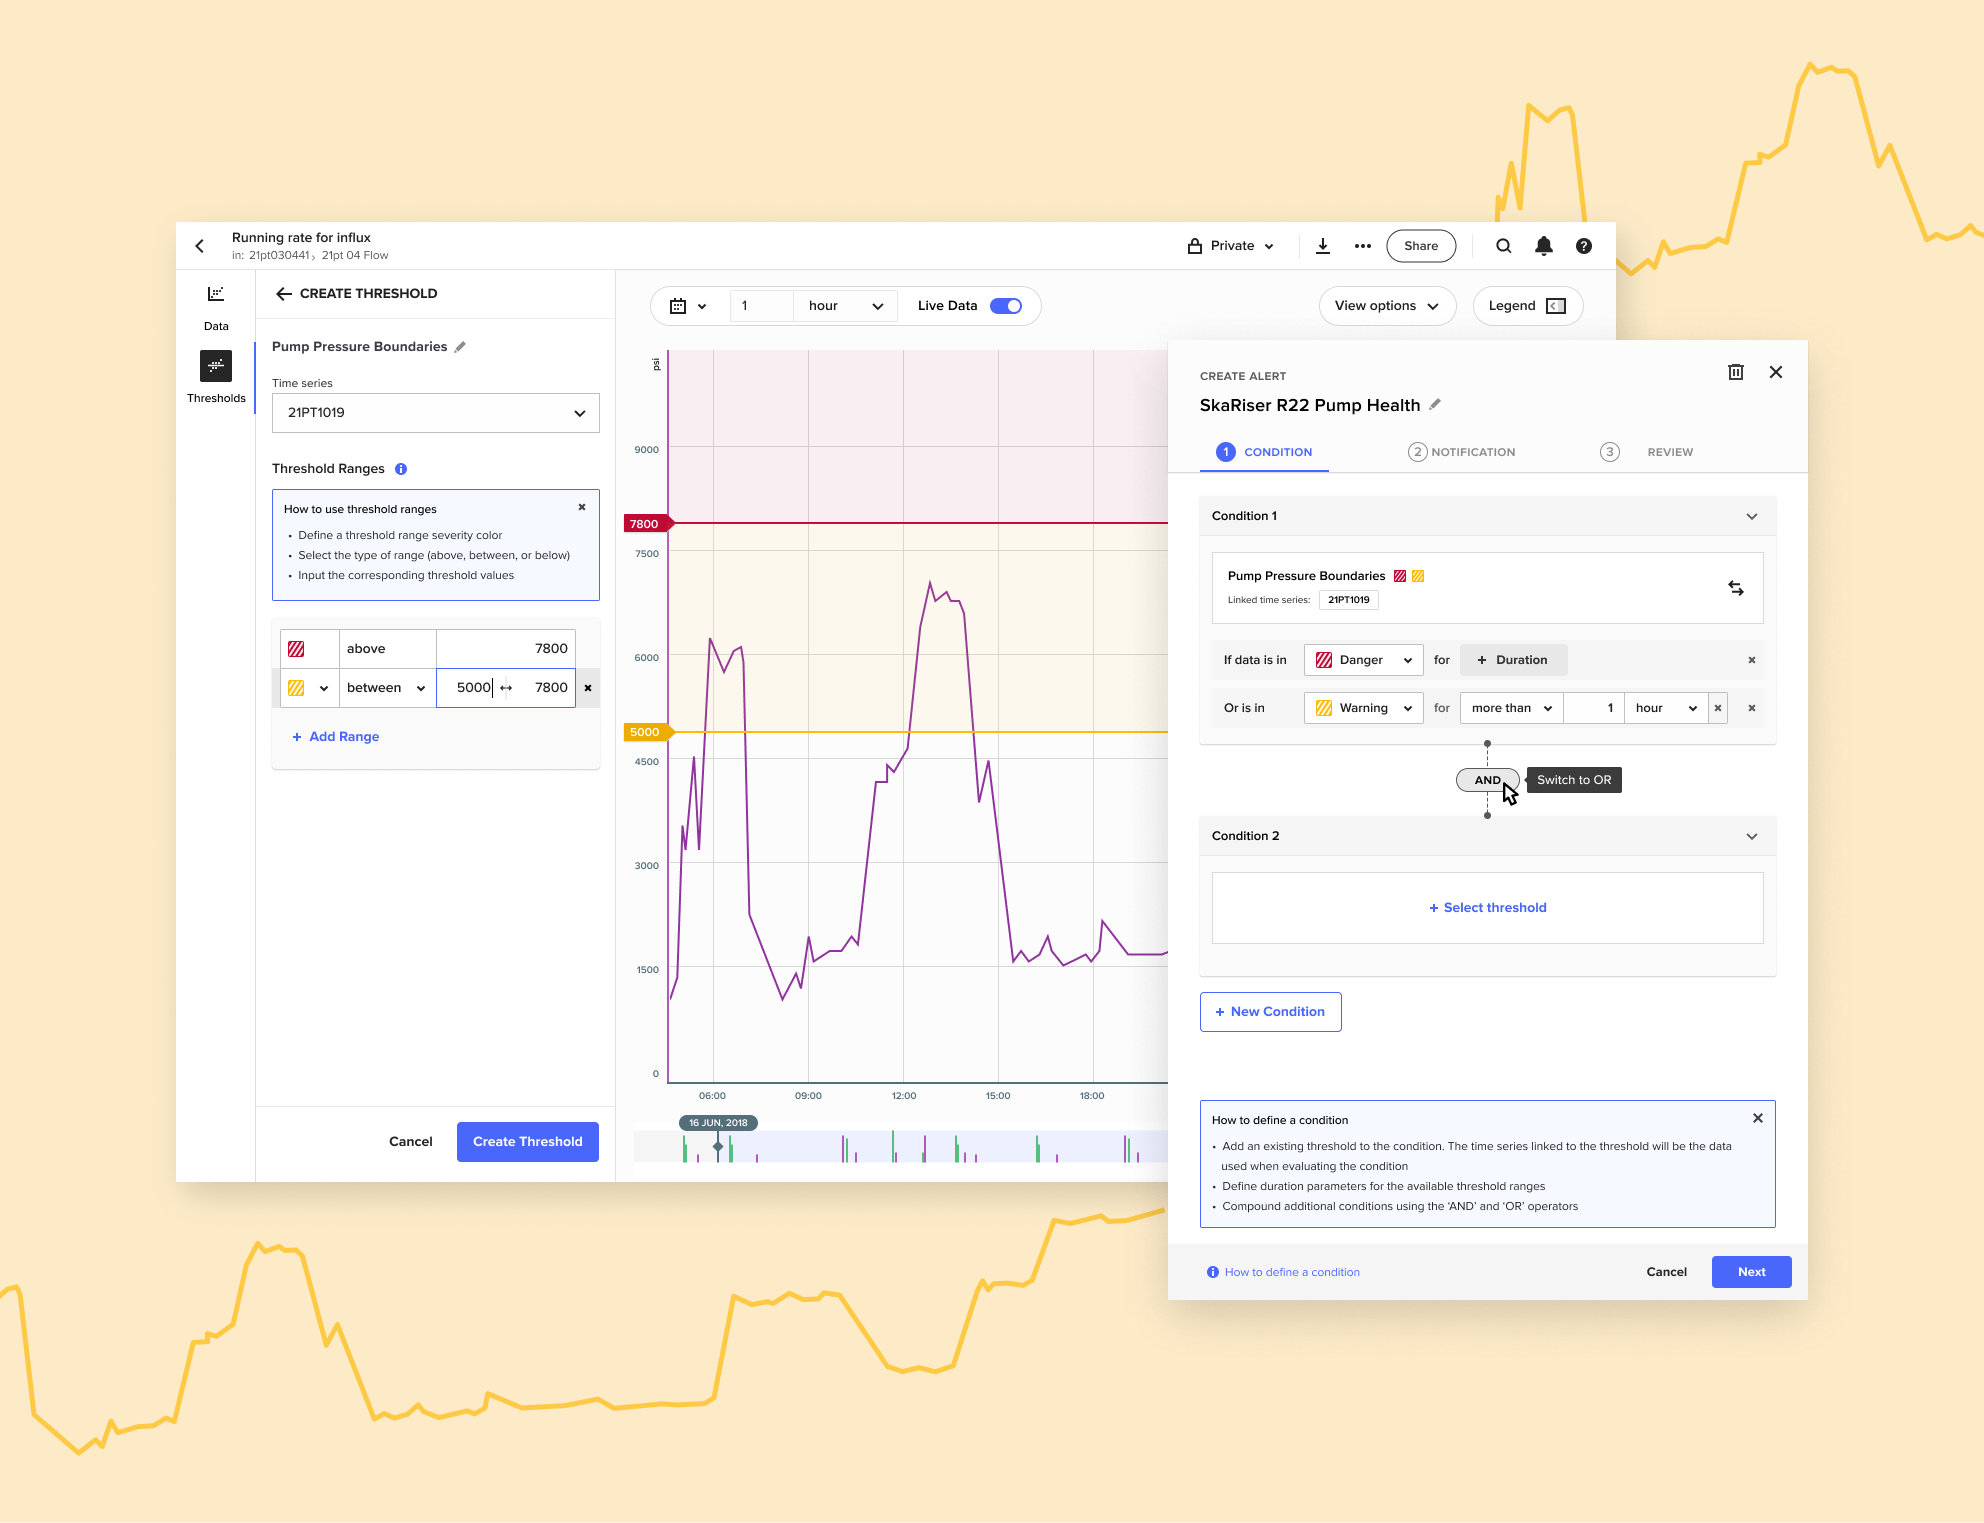 Running rate for influx
in: 21pt030441 › 21pt 04 Flow
Private
Share
Data
Thresholds
CREATE THRESHOLD
Pump Pressure Boundaries
Time series
21PT1019
Threshold Ranges
How to use threshold ranges
• Define a threshold range severity color
• Select the type of range (above, between, or below)
• Input the corresponding threshold values
above 7800
between 5000 7800
+ Add Range
Cancel
Create Threshold
1 hour
Live Data
View options
Legend
psi
9000
7800
7500
6000
5000
4500
3000
1500
0
06:00 09:00 12:00 15:00 18:00
16 JUN, 2018
CREATE ALERT
SkaRiser R22 Pump Health
1 CONDITION
2 NOTIFICATION
3 REVIEW
Condition 1
Pump Pressure Boundaries
Linked time series: 21PT1019
If data is in Danger for + Duration
Or is in Warning for more than 1 hour
AND
Switch to OR
Condition 2
+ Select threshold
+ New Condition
How to define a condition
• Add an existing threshold to the condition. The time series linked to the threshold will be the data
used when evaluating the condition
• Define duration parameters for the available threshold ranges
• Compound additional conditions using the ‘AND’ and ‘OR’ operators
How to define a condition
Cancel
Next